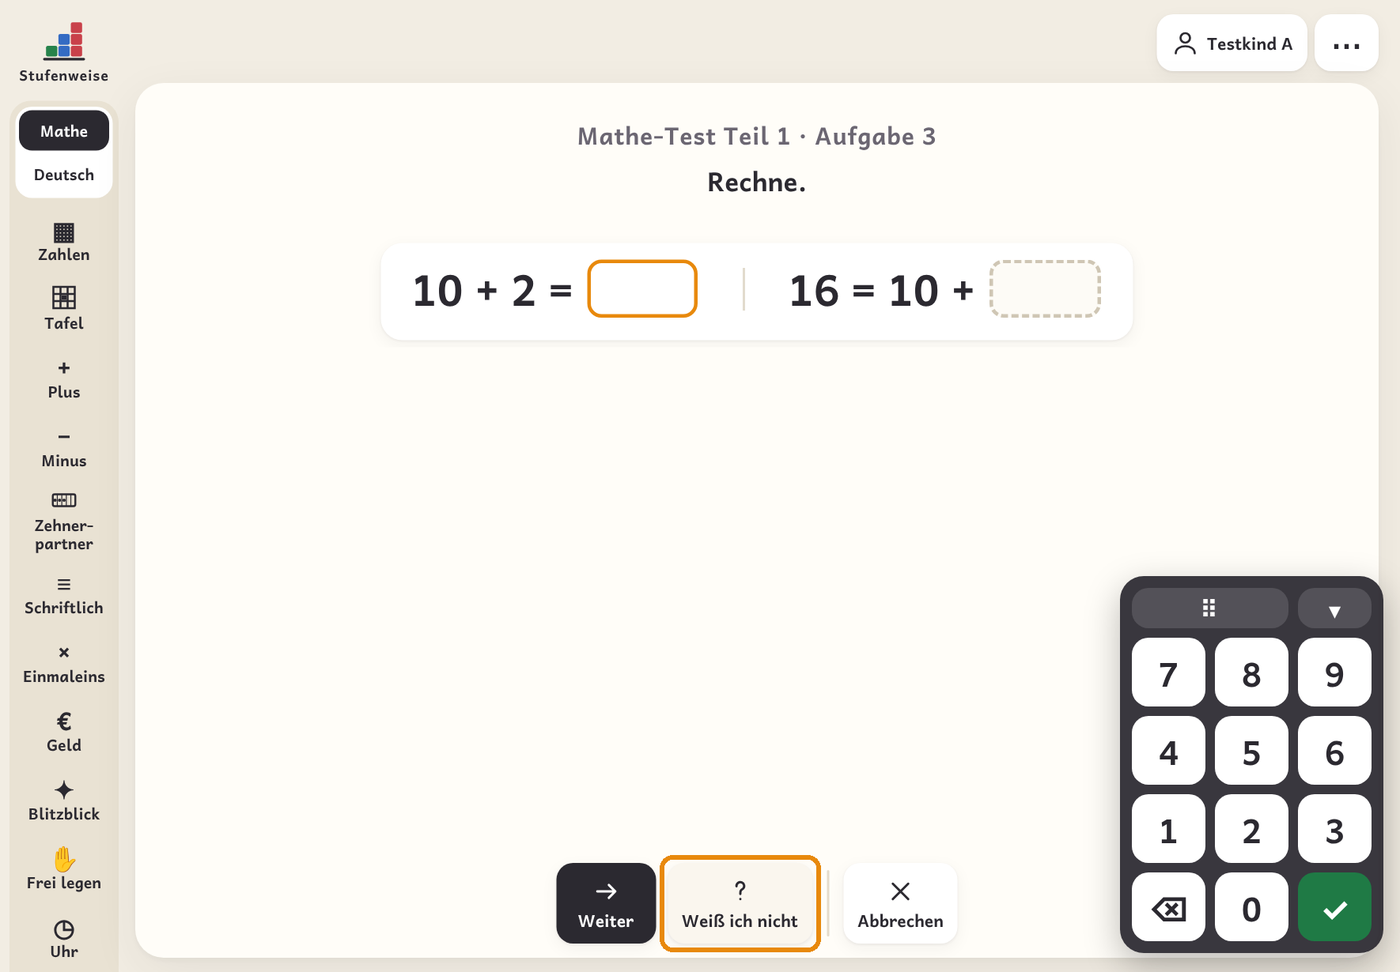 Stufenweise
Testkind A
...
Mathe
Deutsch
Zahlen
Tafel
+
Plus
−
Minus
Zehner-
partner
Schriftlich
×
Einmaleins
€
Geld
Blitzblick
Frei legen
Uhr
Mathe-Test Teil 1 · Aufgabe 3
Rechne.
10 + 2 =
16 = 10 +
?
Weiter
Weiß ich nicht
Abbrechen
7 8 9
4 5 6
1 2 3
0